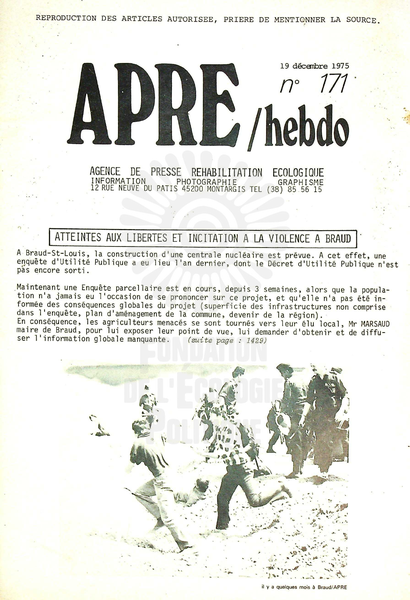 REPRODUCTION DES ARTICLES AUTORISEE, PRIERE DE MENTIONNER LA SOURCE.
19 décembre 1975
n° 171
APRE/hebdo
AGENCE DE PRESSE REHABILITATION ECOLOGIQUE
INFORMATION PHOTOGRAPHIE GRAPHISME
12 RUE NEUVE DU PATIS 45200 MONTARGIS TEL (38) 85 56 15
ATTEINTES AUX LIBERTES ET INCITATION A LA VIOLENCE A BRAUD
A Braud-St-Louis, la construction d'une centrale nucléaire est prévue. A cet effet, une
enquête d'Utilité Publique a eu lieu l'an dernier, dont le Décret d'Utilité Publique n'est
pas encore sorti.
Maintenant une Enquête parcellaire est en cours, depuis 3 semaines, alors que la popula-
tion n'a jamais eu l'occasion de se prononcer sur ce projet, et qu'elle n'a pas été in-
formée des conséquences globales du projet (superficie des infrastructures non comprise
dans l'enquête, plan d'aménagement de la commune, devenir de la région).
En conséquence, les agriculteurs menacés se sont tournés vers leur élu local, Mr MARSAUD
maire de Braud, pour lui exposer leur point de vue, lui demander d'obtenir et de diffu-
ser l'information globale manquante. (suite page : 1489)
FONDATION
DE L'ECOLOGIE
POLITIQUE
il y a quelques mois à Braud/APRE